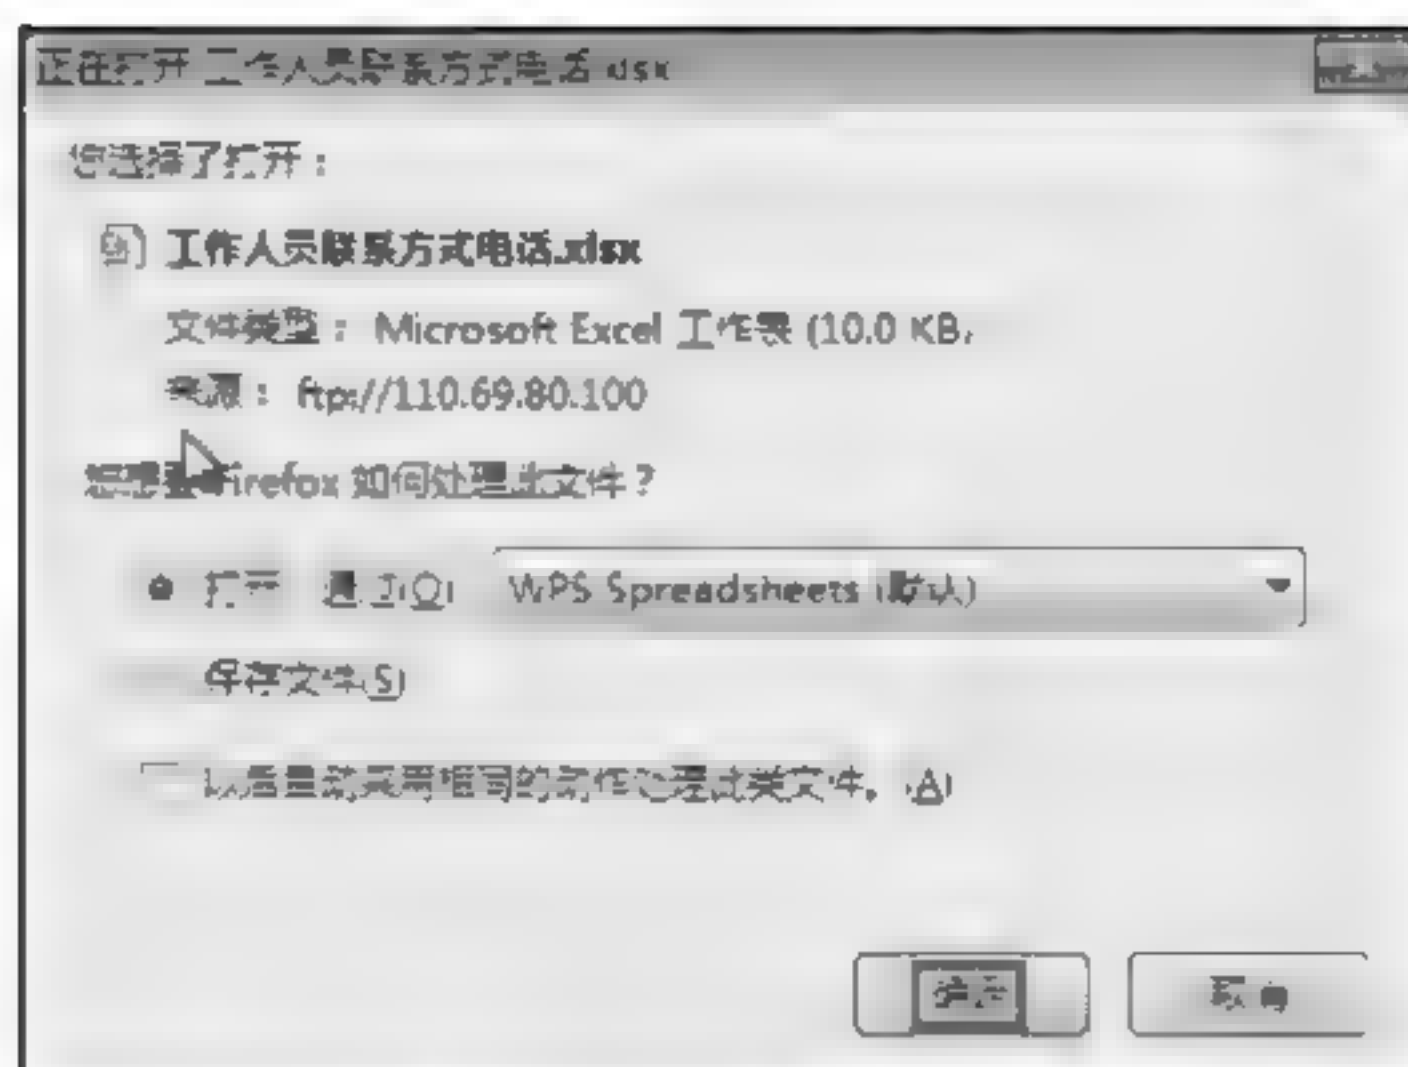 正在打开 工作人员联系方式电话.xlsx
您选择了打开：
工作人员联系方式电话.xlsx
文件类型： Microsoft Excel 工作表 (10.0 KB)
来源： ftp://110.69.80.100
您想要 Firefox 如何处理此文件？
打开，通过(O) WPS Spreadsheets (默认)
保存文件(S)
以后自动采用相同的动作处理此类文件。(A)
确定 取消